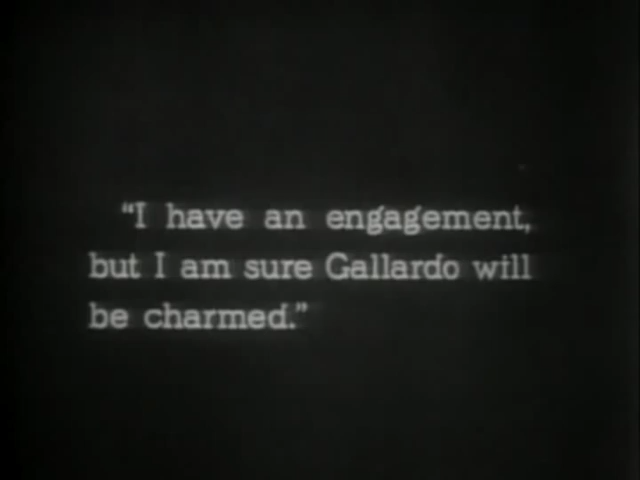 “I have an engagement,
but I am sure Gallardo will
be charmed.”